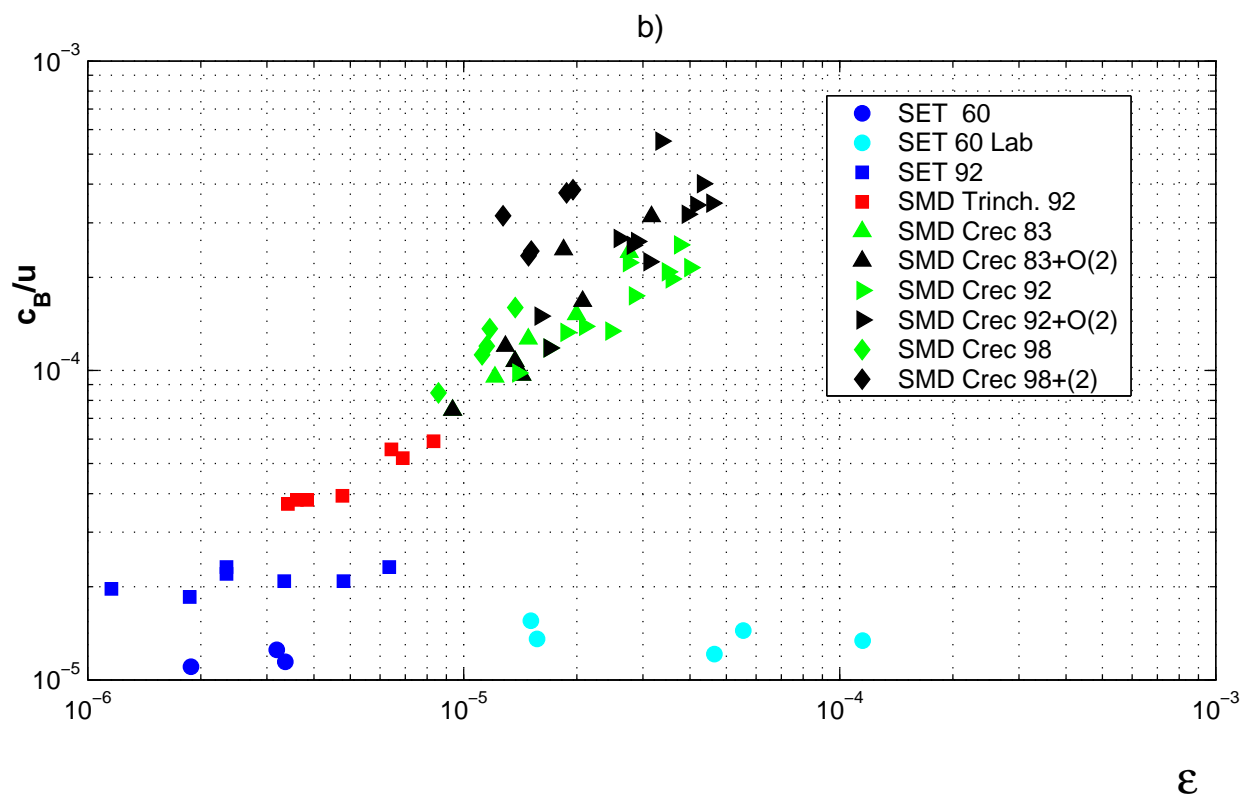 b)
10^-3
c_B/u
10^-4
10^-5
10^-6
10^-5
10^-4
10^-3
ε
SET 60
SET 60 Lab
SET 92
SMD Trinch. 92
SMD Crec 83
SMD Crec 83+O(2)
SMD Crec 92
SMD Crec 92+O(2)
SMD Crec 98
SMD Crec 98+(2)